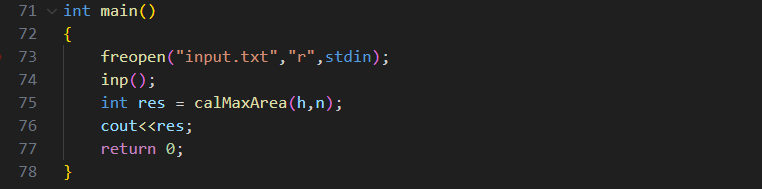 71 int main()
72 {
73 freopen("input.txt","r",stdin);
74 inp();
75 int res = calMaxArea(h,n);
76 cout<<res;
77 return 0;
78 }